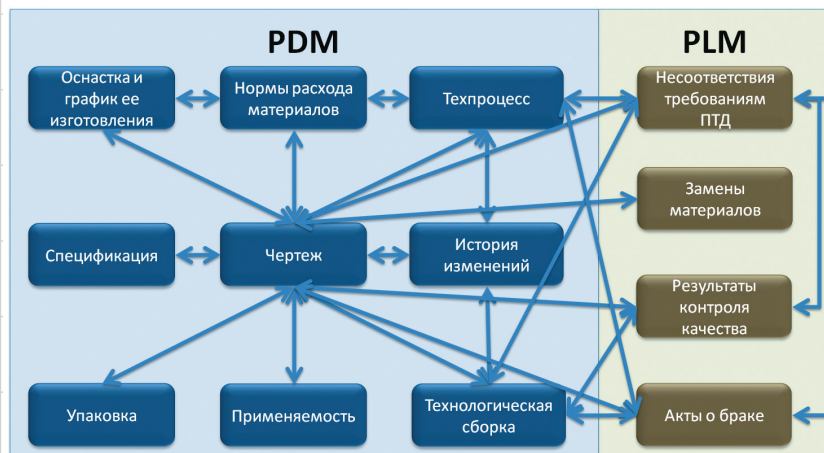 PDM
PLM
Оснастка и
график ее
изготовления
Нормы расхода
материалов
Техпроцесс
Несоответствия
требованиям
ПТД
Замены
материалов
Спецификация
Чертеж
История
изменений
Результаты
контроля
качества
Упаковка
Применяемость
Технологическая
сборка
Акты о браке